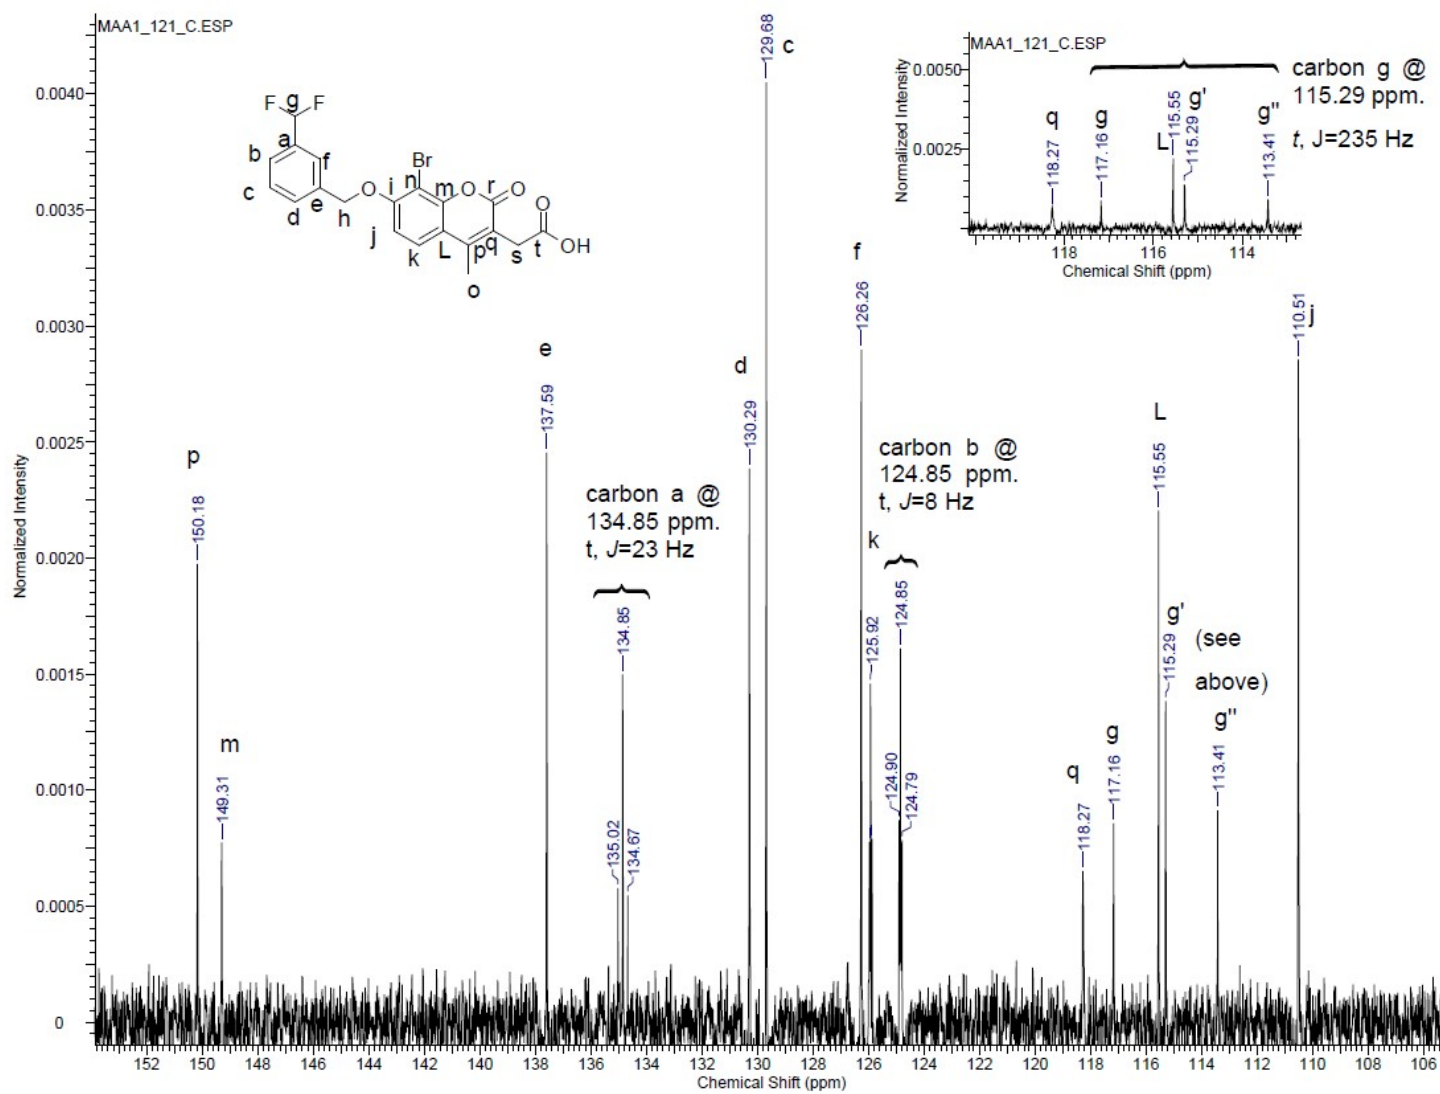 MAA1_121_C.ESP
Normalized Intensity
0.0040
0.0035
0.0030
0.0025
0.0020
0.0015
0.0010
0.0005
0
152 150 148 146 144 142 140 138 136 134 132 130 128 126 124 122 120 118 116 114 112 110 108 106
Chemical Shift (ppm)
F g F
a
b f
c
d e
h
O
Br
i n m O r O
j
k L p q s t
O
OH
o
p
150.18
m
149.31
e
137.59
carbon a @
134.85 ppm.
t, J=23 Hz
135.02
134.85
134.67
d
130.29
129.68
c
f
126.26
k
125.92
carbon b @
124.85 ppm.
t, J=8 Hz
124.90
124.85
124.79
q
118.27
g
117.16
L
115.55
g'
115.29
(see
above)
g"
113.41
110.51
j
MAA1_121_C.ESP
Normalized Intensity
0.0050
0.0025
q
118.27
g
117.16
L
115.55
g'
115.29
g"
113.41
118 116 114
Chemical Shift (ppm)
carbon g @
115.29 ppm.
t, J=235 Hz